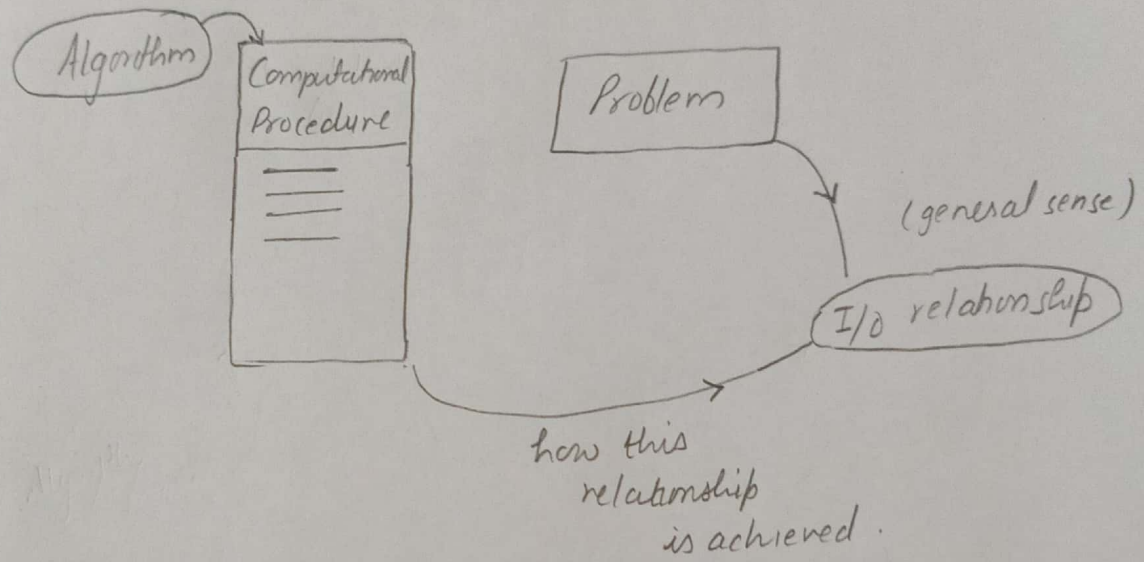 Algorithm
Computational
Procedure
Problem
(general sense)
I/O relationship
how this
relationship
is achieved.